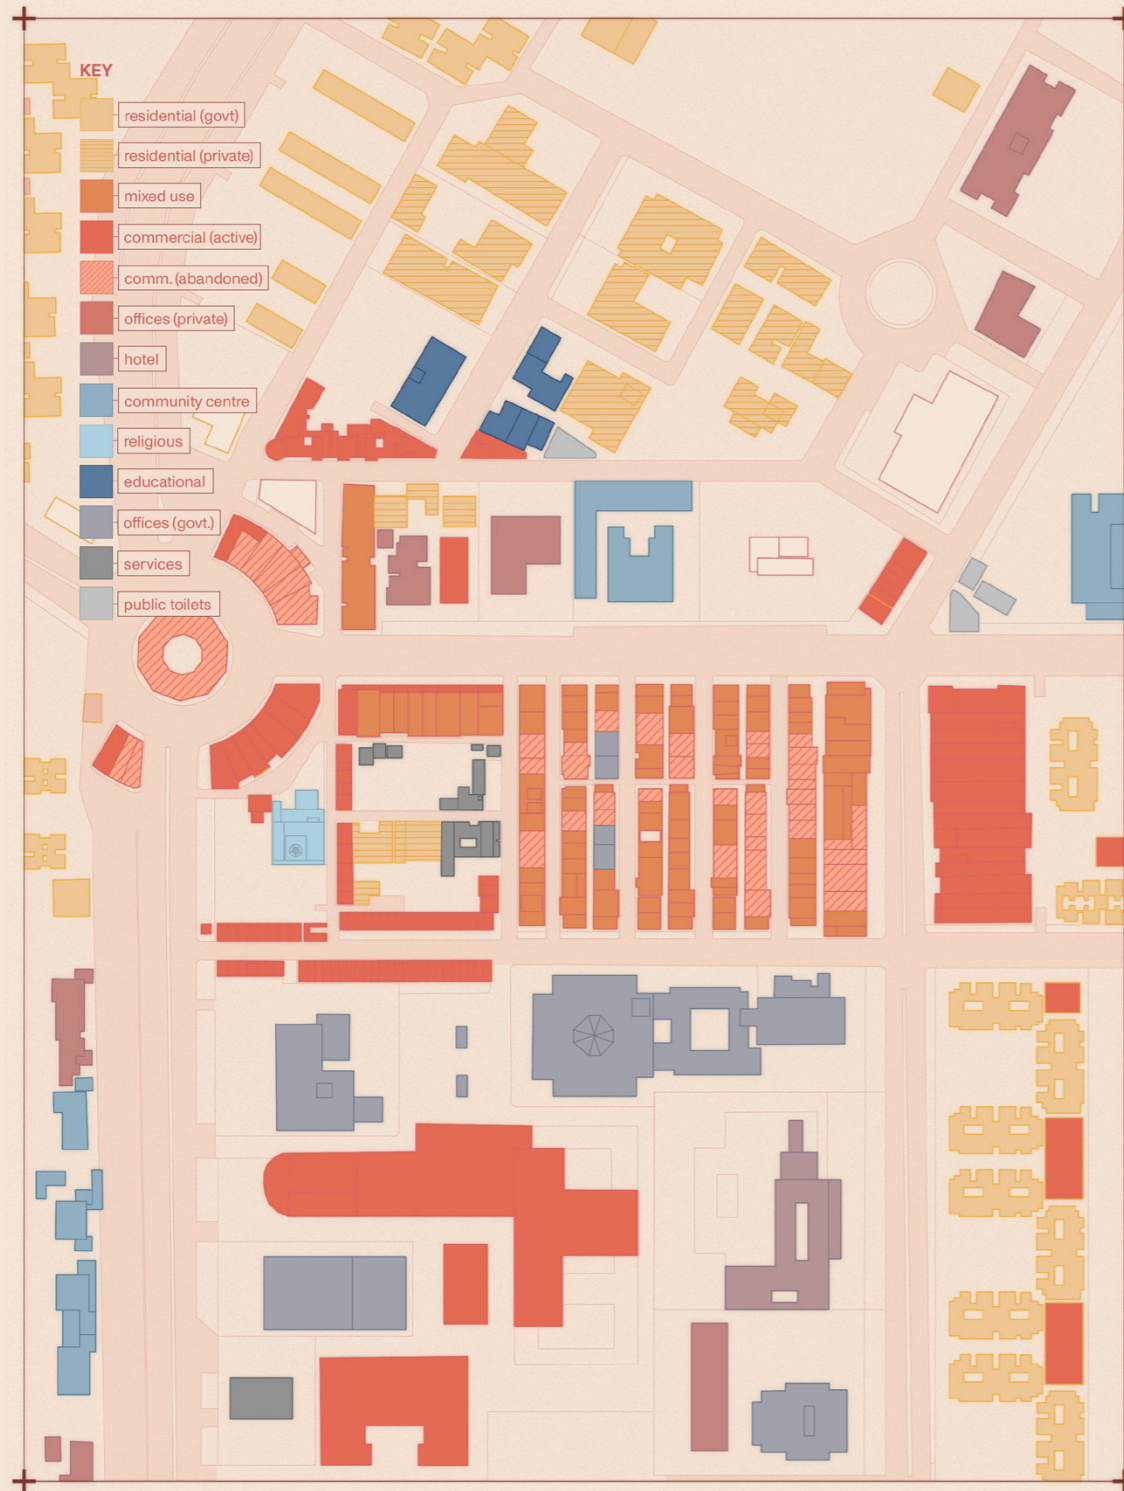 KEY
residential (govt)
residential (private)
mixed use
commercial (active)
comm. (abandoned)
offices (private)
hotel
community centre
religious
educational
offices (govt.)
services
public toilets